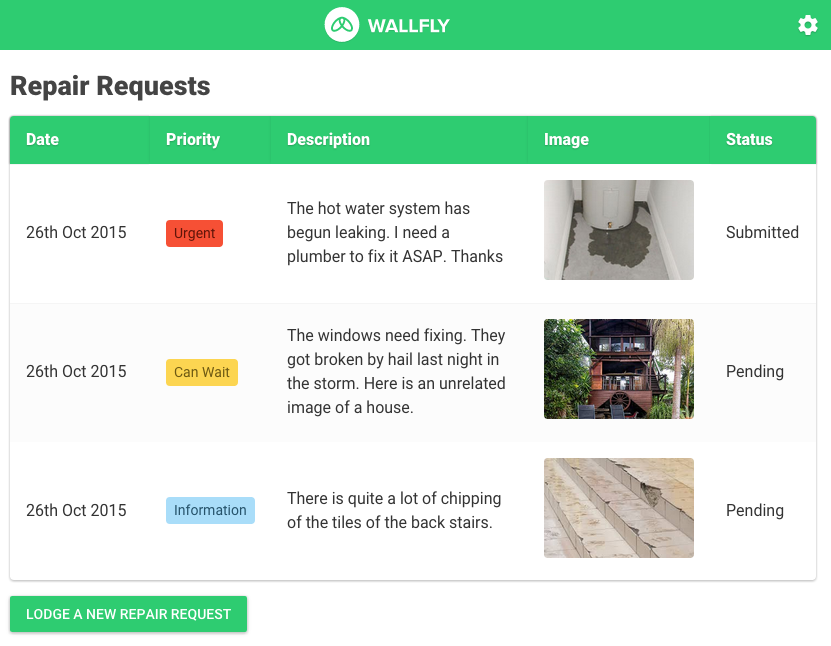 WALLFLY
Repair Requests
Date Priority Description Image Status
The hot water system has
26th Oct 2015 Urgent begun leaking. I need a Submitted
plumber to fix it ASAP. Thanks
The windows need fixing. They
got broken by hail last night in
26th Oct 2015 Can Wait the storm. Here is an unrelated Pending
image of a house.
There is quite a lot of chipping
26th Oct 2015 Information of the tiles of the back stairs. Pending
LODGE A NEW REPAIR REQUEST